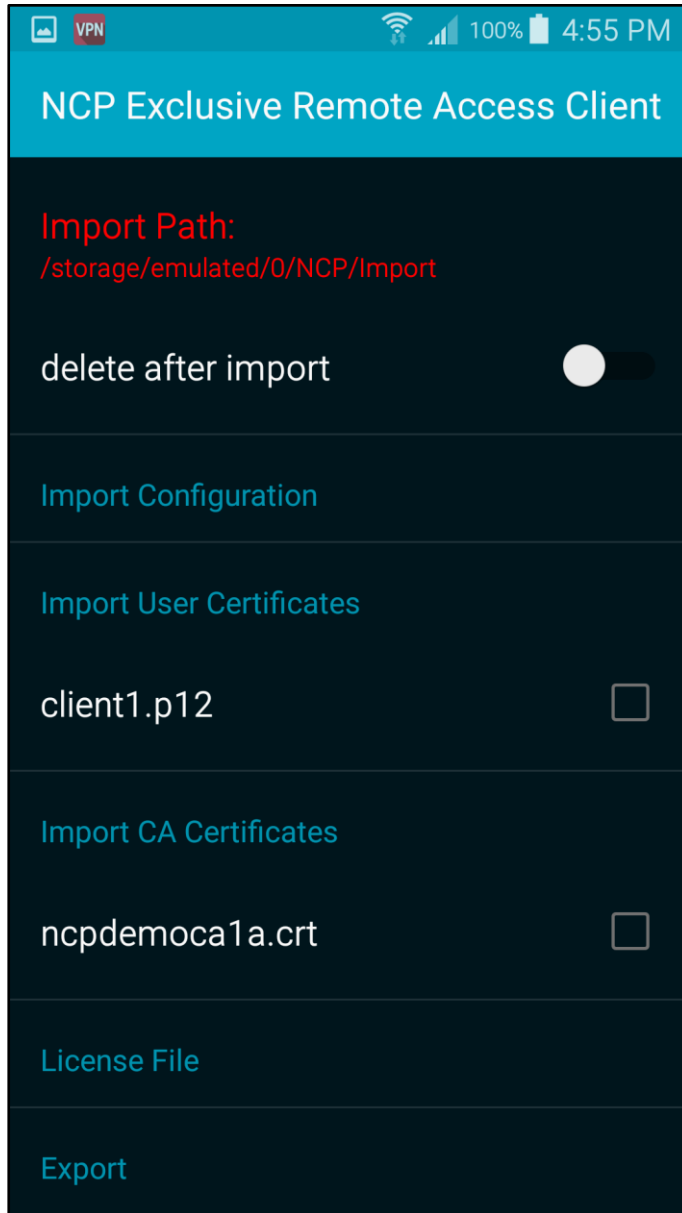 VPN 100% 4:55 PM
NCP Exclusive Remote Access Client
Import Path:
/storage/emulated/0/NCP/Import
delete after import
Import Configuration
Import User Certificates
client1.p12
Import CA Certificates
ncpdemoca1a.crt
License File
Export